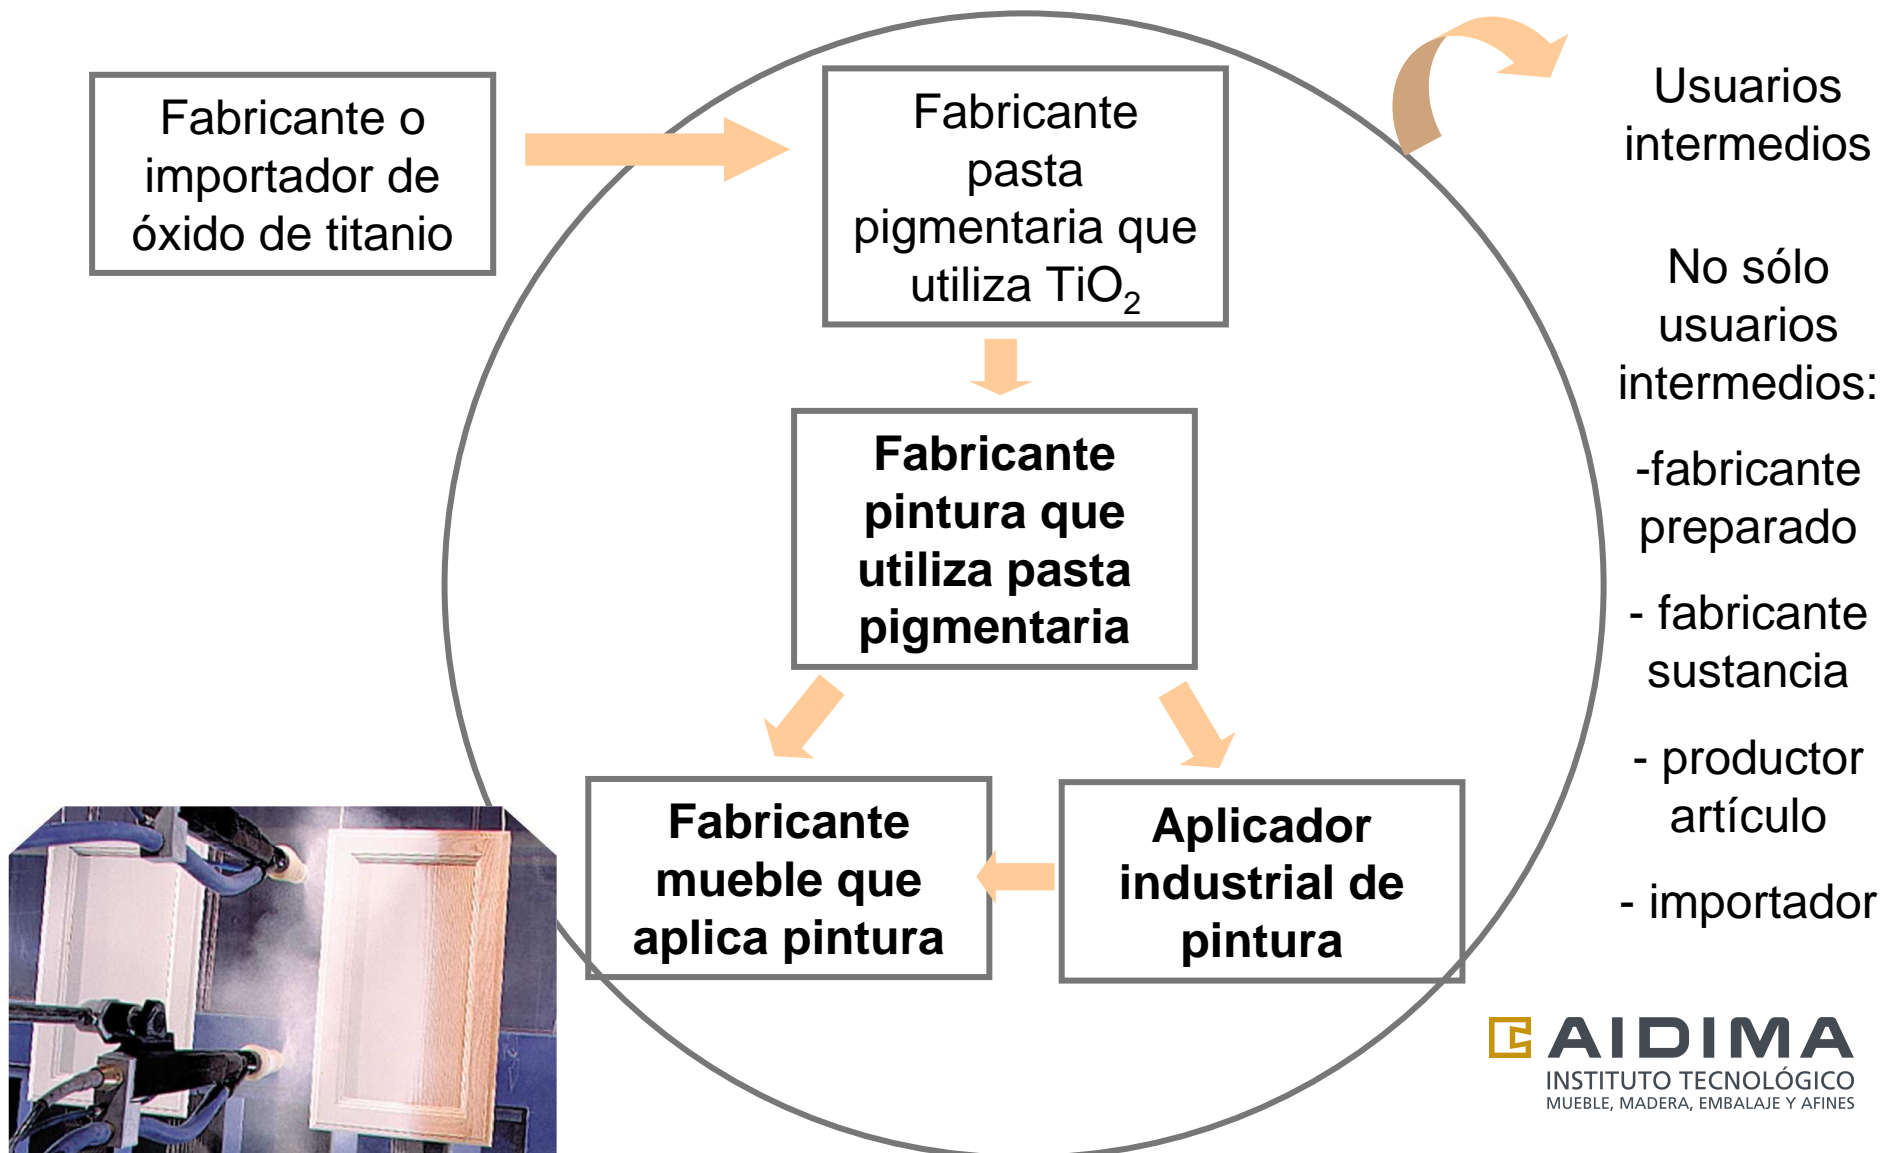 Fabricante o
importador de
óxido de titanio
Fabricante
pasta
pigmentaria que
utiliza TiO₂
Fabricante
pintura que
utiliza pasta
pigmentaria
Fabricante
mueble que
aplica pintura
Aplicador
industrial de
pintura
Usuarios
intermedios
No sólo
usuarios
intermedios:
-fabricante
preparado
- fabricante
sustancia
- productor
artículo
- importador
AIDIMA
INSTITUTO TECNOLÓGICO
MUEBLE, MADERA, EMBALAJE Y AFINES